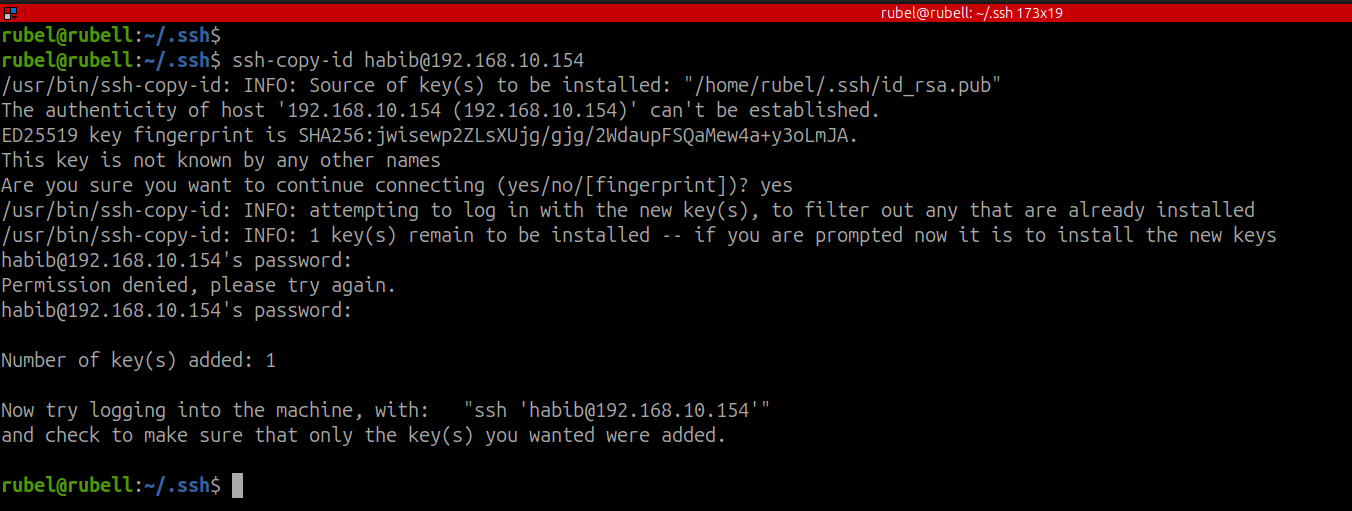 rubel@rubell: ~/.ssh 173x19
rubel@rubell:~/.ssh$
rubel@rubell:~/.ssh$ ssh-copy-id habib@192.168.10.154
/usr/bin/ssh-copy-id: INFO: Source of key(s) to be installed: "/home/rubel/.ssh/id_rsa.pub"
The authenticity of host '192.168.10.154 (192.168.10.154)' can't be established.
ED25519 key fingerprint is SHA256:jwisewp2ZLsXUjg/gjg/2WdaupFSQaMew4a+y3oLmJA.
This key is not known by any other names
Are you sure you want to continue connecting (yes/no/[fingerprint])? yes
/usr/bin/ssh-copy-id: INFO: attempting to log in with the new key(s), to filter out any that are already installed
/usr/bin/ssh-copy-id: INFO: 1 key(s) remain to be installed -- if you are prompted now it is to install the new keys
habib@192.168.10.154's password:
Permission denied, please try again.
habib@192.168.10.154's password:
Number of key(s) added: 1
Now try logging into the machine, with:   "ssh 'habib@192.168.10.154'"
and check to make sure that only the key(s) you wanted were added.
rubel@rubell:~/.ssh$